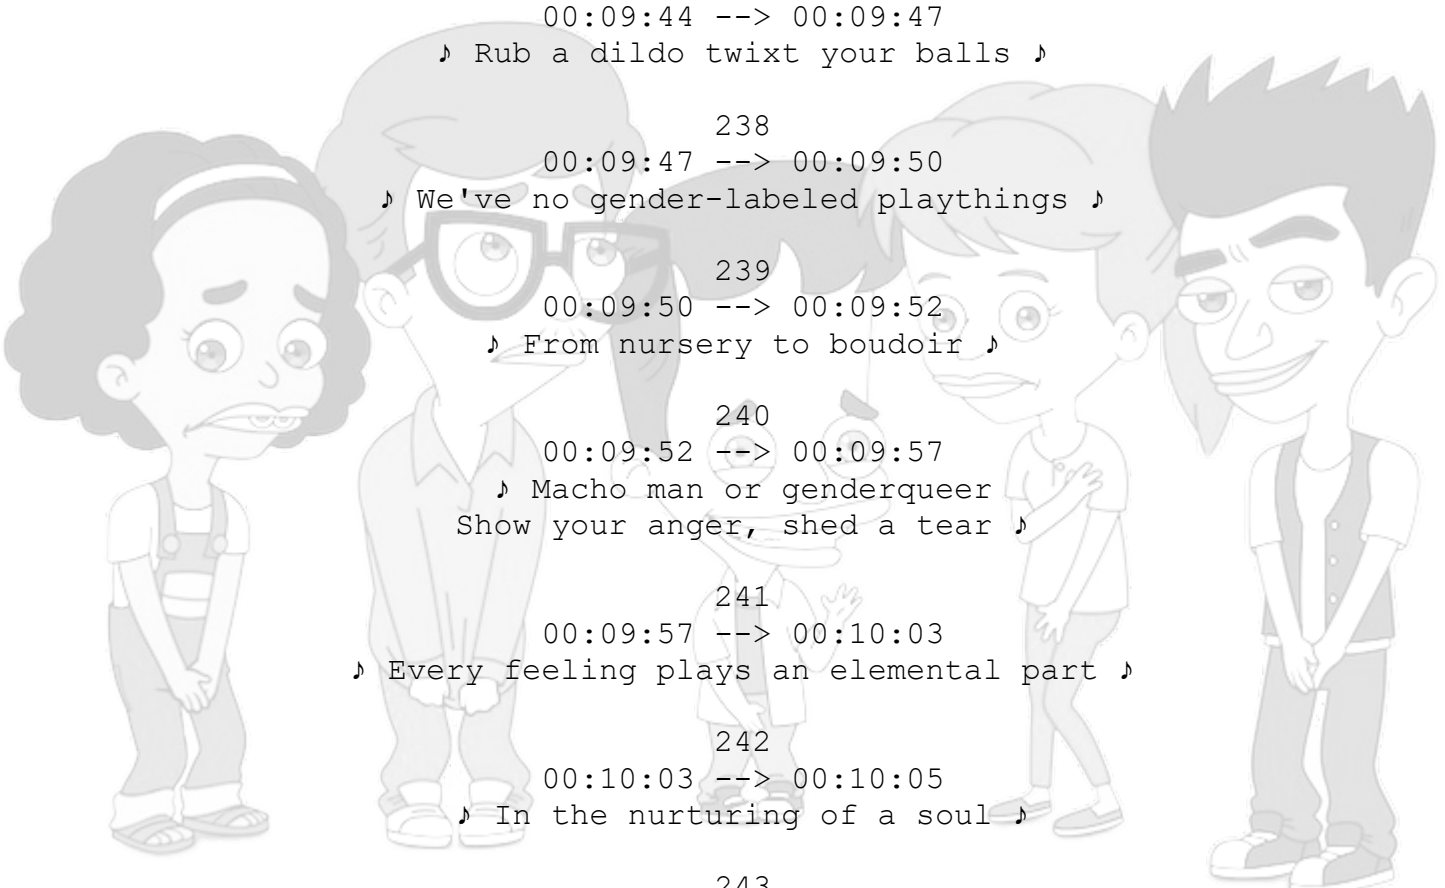 00:09:44 --> 00:09:47
♪ Rub a dildo twixt your balls ♪
238
00:09:47 --> 00:09:50
♪ We've no gender-labeled playthings ♪
239
00:09:50 --> 00:09:52
♪ From nursery to boudoir ♪
240
00:09:52 --> 00:09:57
♪ Macho man or genderqueer
Show your anger, shed a tear ♪
241
00:09:57 --> 00:10:03
♪ Every feeling plays an elemental part ♪
242
00:10:03 --> 00:10:05
♪ In the nurturing of a soul ♪
243